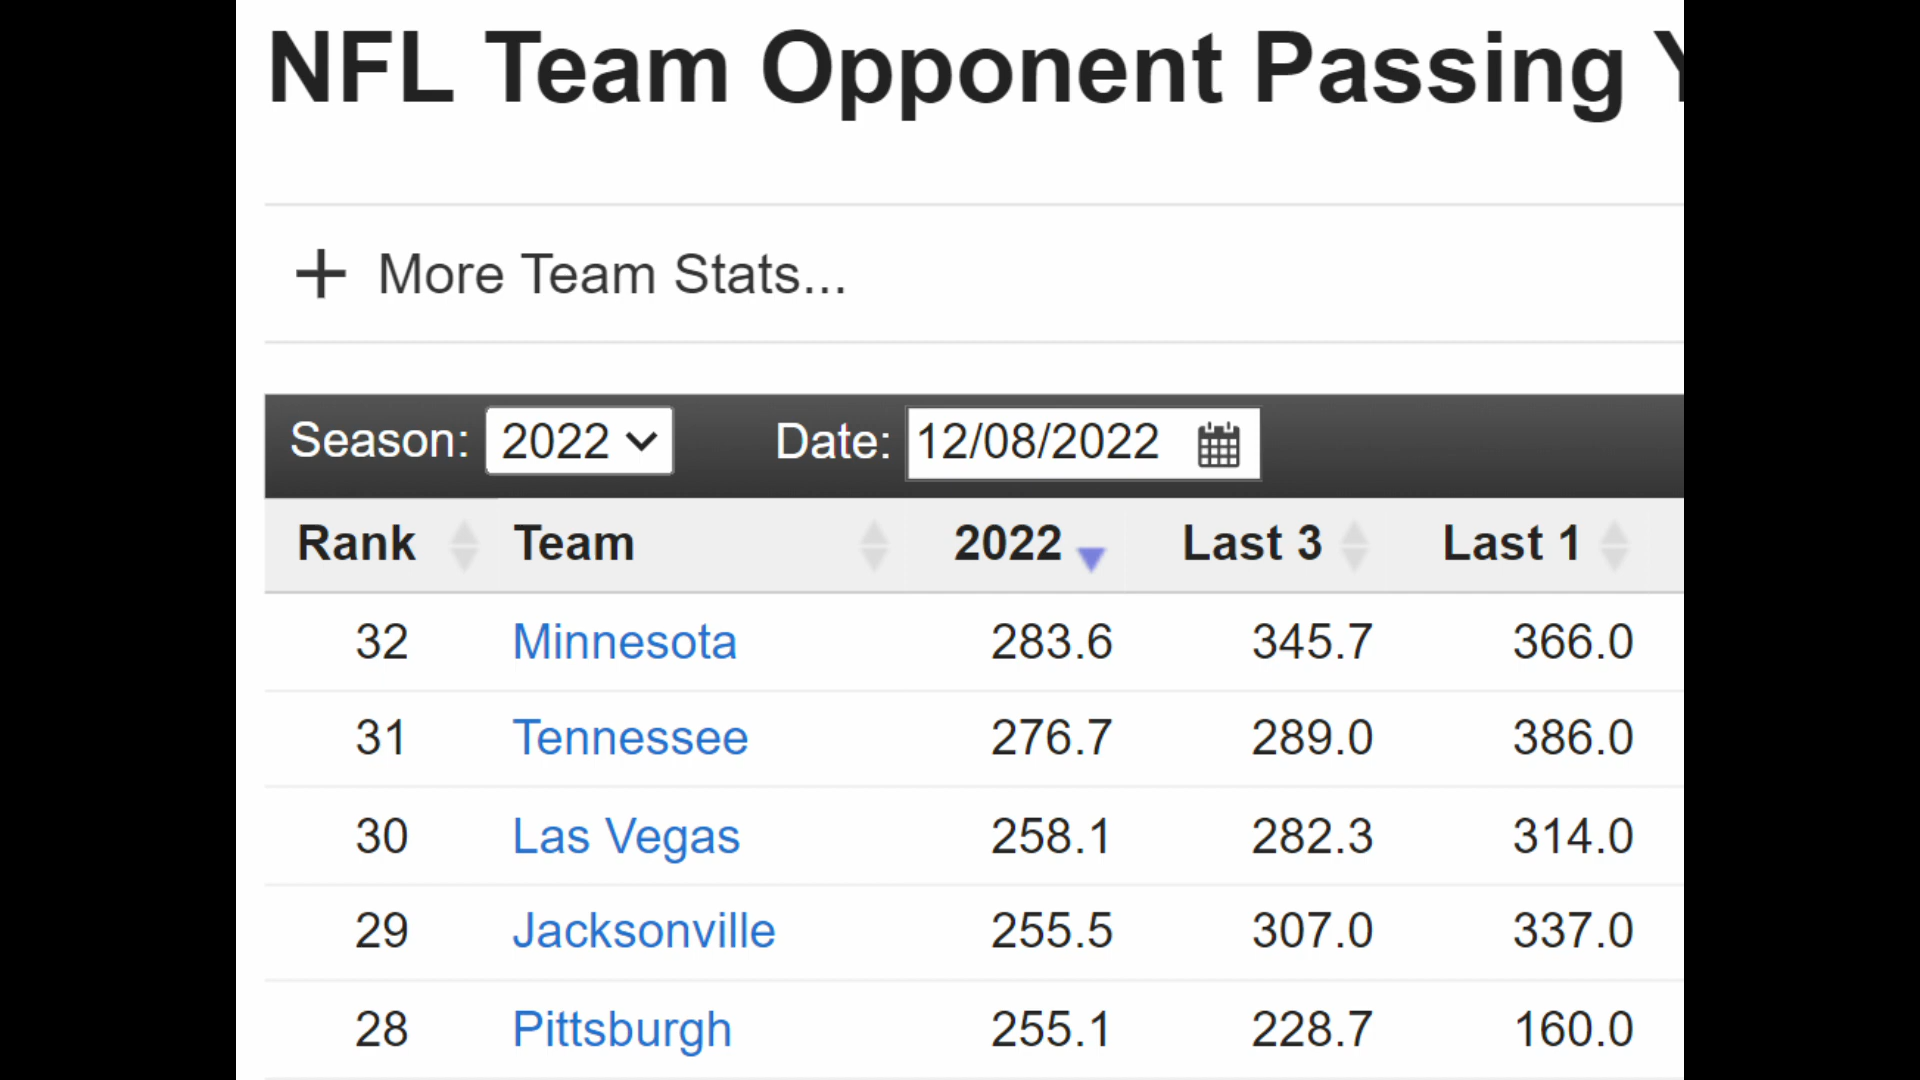 NFL Team Opponent Passing Y
+ More Team Stats...
Season: 2022 Date: 12/08/2022
Rank Team 2022 Last 3 Last 1
32 Minnesota 283.6 345.7 366.0
31 Tennessee 276.7 289.0 386.0
30 Las Vegas 258.1 282.3 314.0
29 Jacksonville 255.5 307.0 337.0
28 Pittsburgh 255.1 228.7 160.0